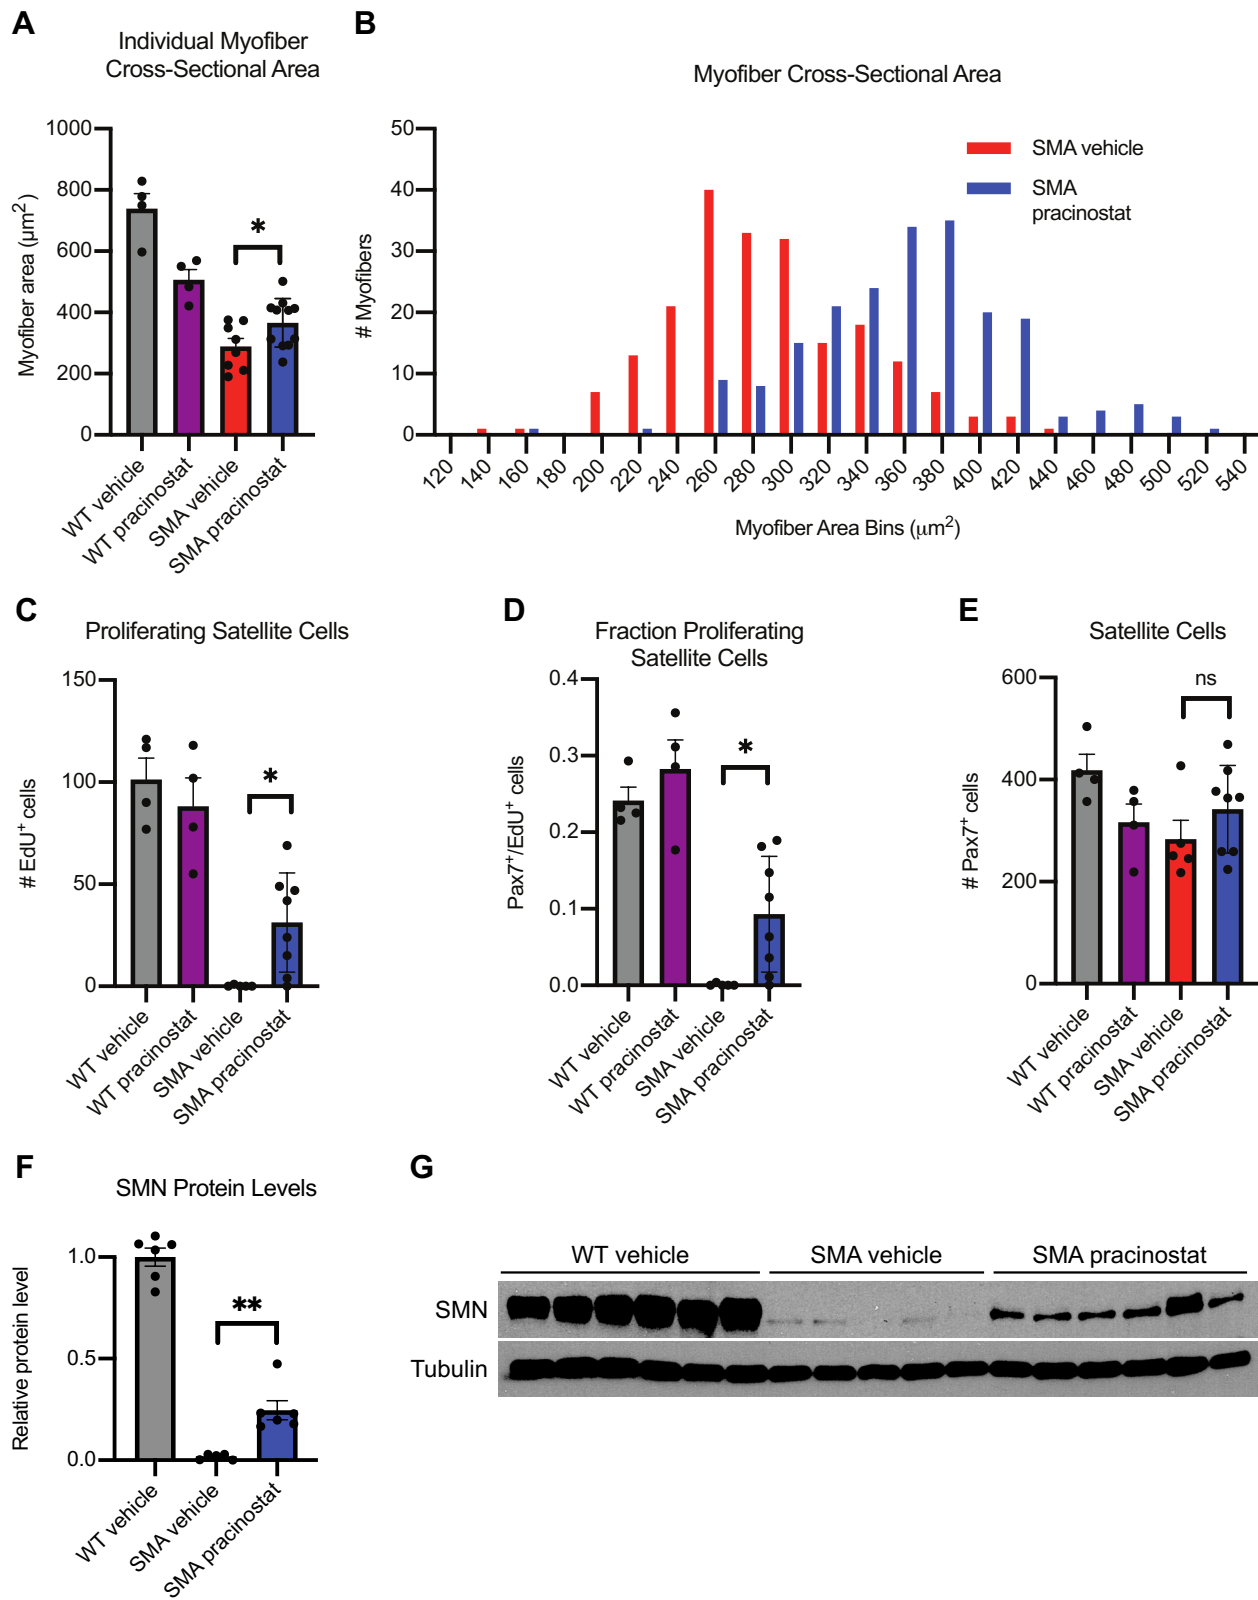 A
Individual Myofiber
Cross-Sectional Area
Myofiber area (μm²)
1000
800
600
400
200
0
*
WT vehicle
WT pracinostat
SMA vehicle
SMA pracinostat
B
Myofiber Cross-Sectional Area
# Myofibers
50
40
30
20
10
0
SMA vehicle
SMA
pracinostat
120 140 160 180 200 220 240 260 280 300 320 340 360 380 400 420 440 460 480 500 520 540
Myofiber Area Bins (μm²)
C
Proliferating Satellite Cells
# EdU⁺ cells
150
100
50
0
*
WT vehicle
WT pracinostat
SMA vehicle
SMA pracinostat
D
Fraction Proliferating
Satellite Cells
Pax7⁺/EdU⁺ cells
0.4
0.3
0.2
0.1
0.0
*
WT vehicle
WT pracinostat
SMA vehicle
SMA pracinostat
E
Satellite Cells
# Pax7⁺ cells
600
400
200
0
ns
WT vehicle
WT pracinostat
SMA vehicle
SMA pracinostat
F
SMN Protein Levels
Relative protein level
1.0
0.5
0.0
**
WT vehicle
SMA vehicle
SMA pracinostat
G
WT vehicle SMA vehicle SMA pracinostat
SMN
Tubulin